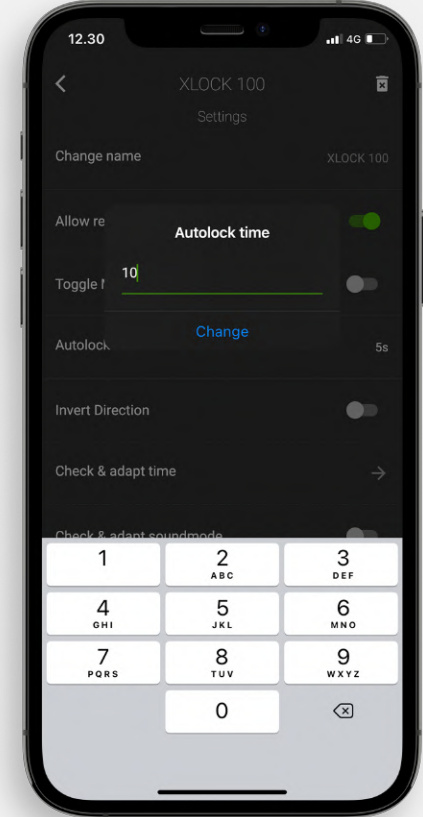 12.30
4G
XLOCK 100
Settings
Change name XLOCK 100
Allow re
Autolock time
10
Toggle
Change
Autolock 5s
Invert Direction
Check & adapt time
Check & adapt soundmode
1 2 3
ABC DEF
4 5 6
GHI JKL MNO
7 8 9
PQRS TUV WXYZ
0